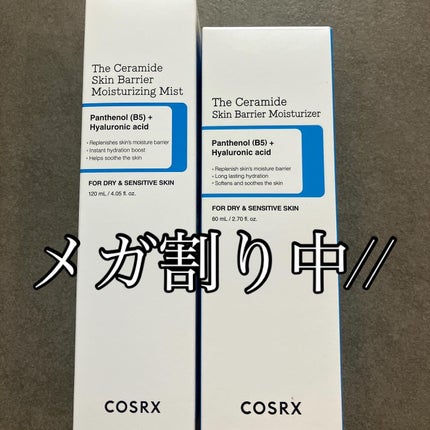 The Ceramide
Skin Barrier
Moisturizing Mist
Panthenol (B5) +
Hyaluronic acid
• Replenishes skin's moisture barrier
• Instant hydration boost
• Helps soothe the skin
FOR DRY & SENSITIVE SKIN
120 mL / 4.05 fl. oz.
The Ceramide
Skin Barrier Moisturizer
Panthenol (B5) +
Hyaluronic acid
• Replenish skin's moisture barrier
• Long lasting hydration
• Softens and soothes the skin
FOR DRY & SENSITIVE SKIN
80 mL / 2.70 fl. oz.
メガ割り中//
COSRX
COSRX